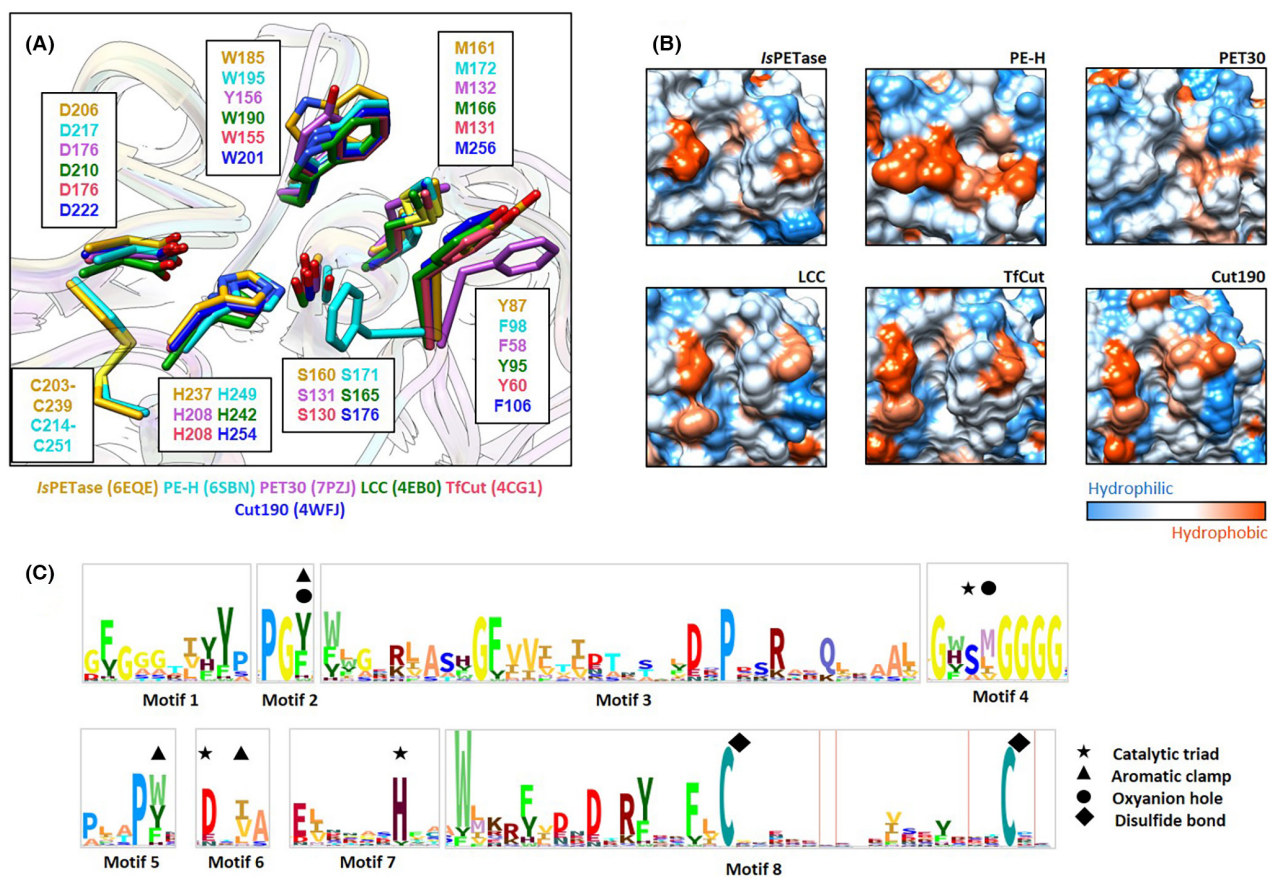 (A)
D206
D217
D176
D210
D176
D222
W185
W195
Y156
W190
W155
W201
M161
M172
M132
M166
M131
M256
C203-
C239
C214-
C251
H237 H249
H208 H242
H208 H254
S160 S171
S131 S165
S130 S176
Y87
F98
F58
Y95
Y60
F106
IsPETase (6EQE) PE-H (6SBN) PET30 (7PZJ) LCC (4EB0) TfCut (4CG1)
Cut190 (4WFJ)
(B)
IsPETase
PE-H
PET30
LCC
TfCut
Cut190
Hydrophilic
Hydrophobic
(C)
Motif 1
Motif 2
Motif 3
Motif 4
Motif 5
Motif 6
Motif 7
Motif 8
Catalytic triad
Aromatic clamp
Oxyanion hole
Disulfide bond